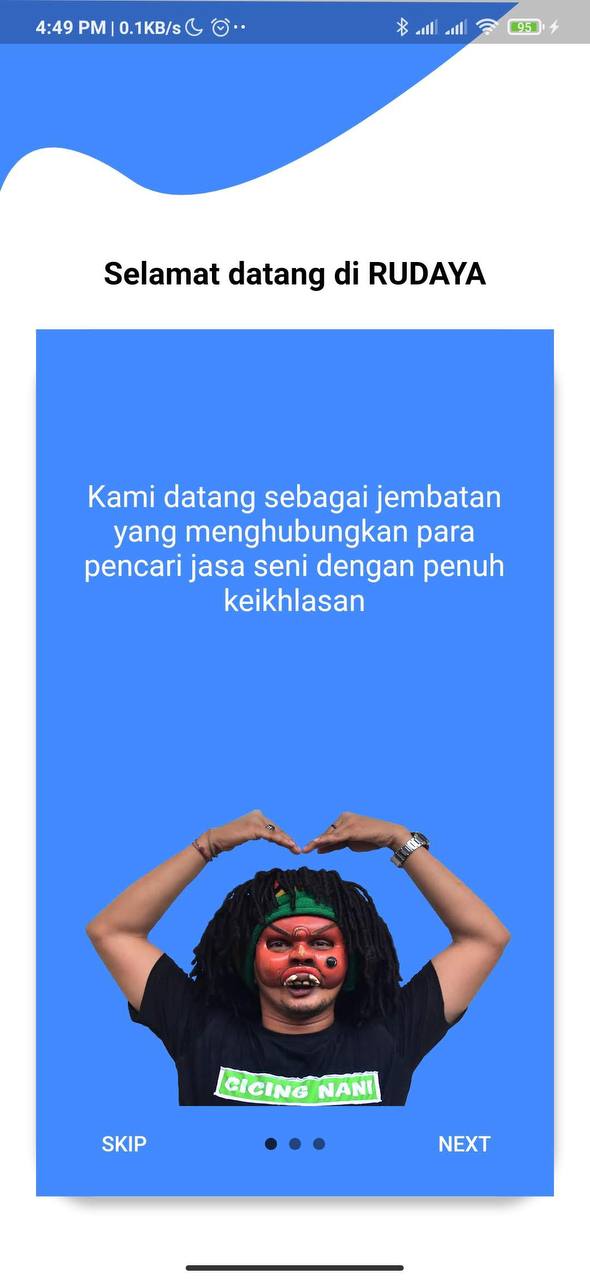 4:49 PM | 0.1KB/s
95
Selamat datang di RUDAYA
Kami datang sebagai jembatan
yang menghubungkan para
pencari jasa seni dengan penuh
keikhlasan
CICING NANI
SKIP
NEXT